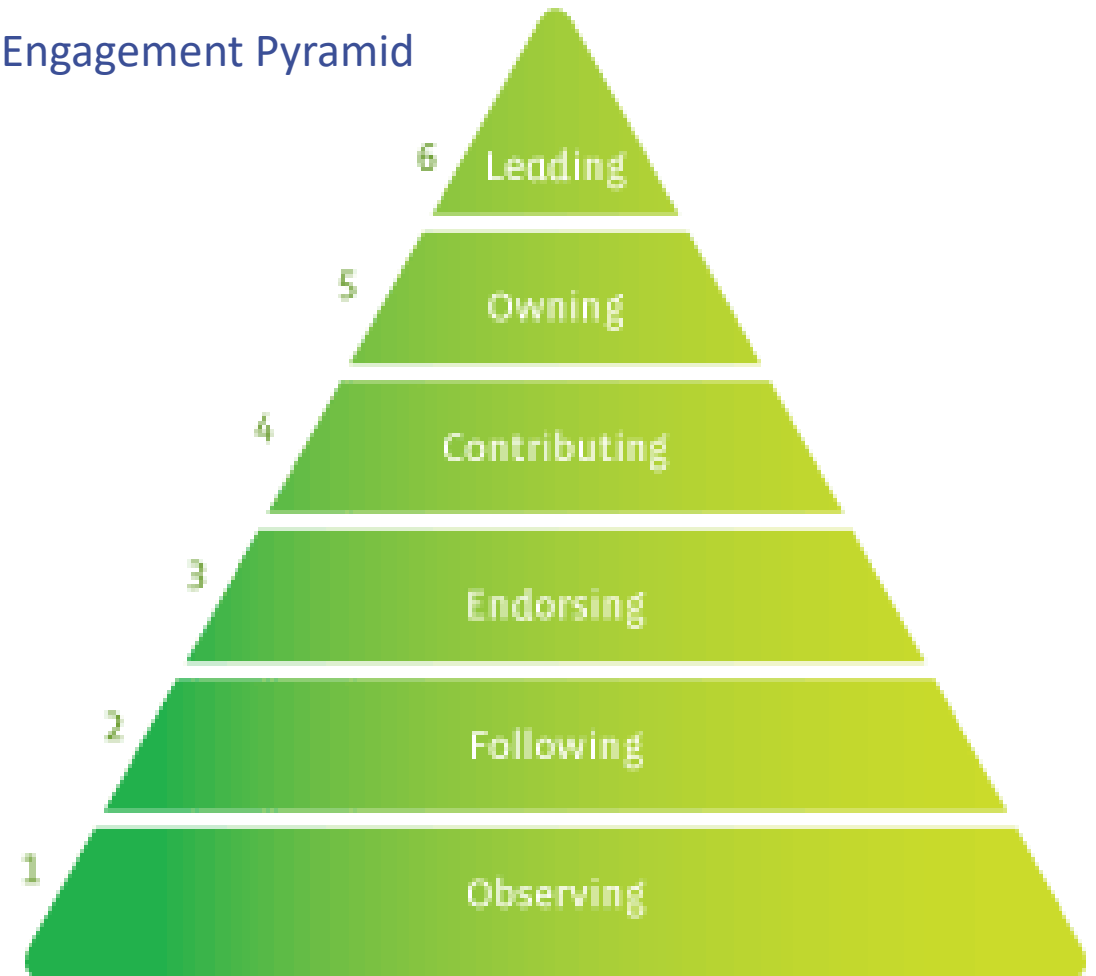 Engagement Pyramid
6 Leading
5 Owning
4 Contributing
3 Endorsing
2 Following
1 Observing